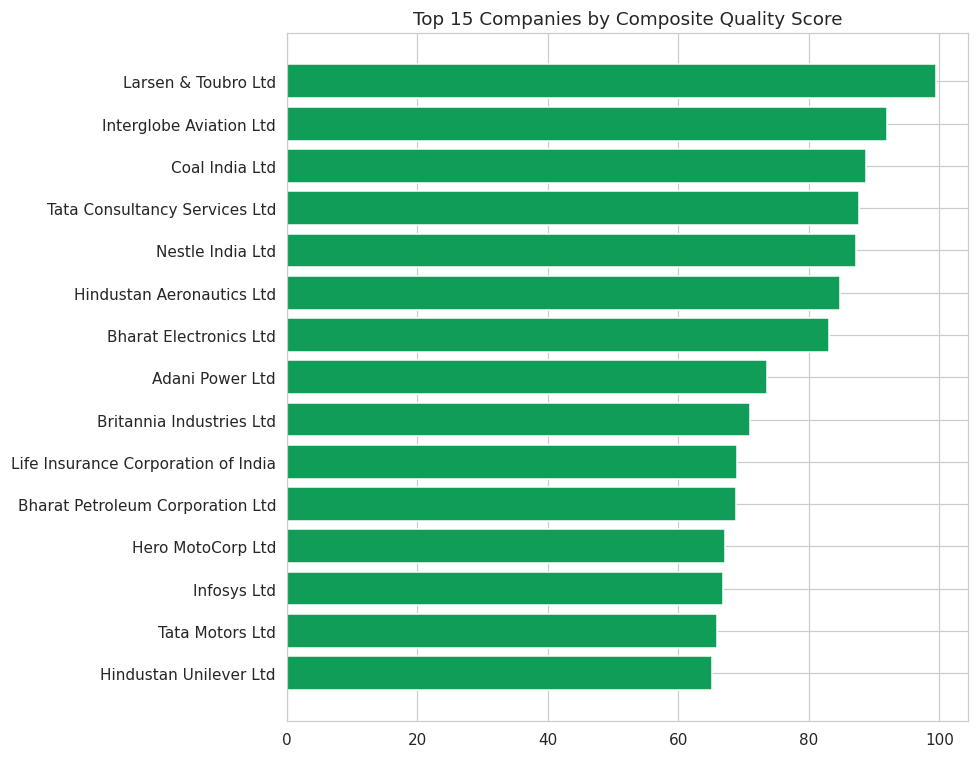 Top 15 Companies by Composite Quality Score
Larsen & Toubro Ltd
Interglobe Aviation Ltd
Coal India Ltd
Tata Consultancy Services Ltd
Nestle India Ltd
Hindustan Aeronautics Ltd
Bharat Electronics Ltd
Adani Power Ltd
Britannia Industries Ltd
Life Insurance Corporation of India
Bharat Petroleum Corporation Ltd
Hero MotoCorp Ltd
Infosys Ltd
Tata Motors Ltd
Hindustan Unilever Ltd
0 20 40 60 80 100